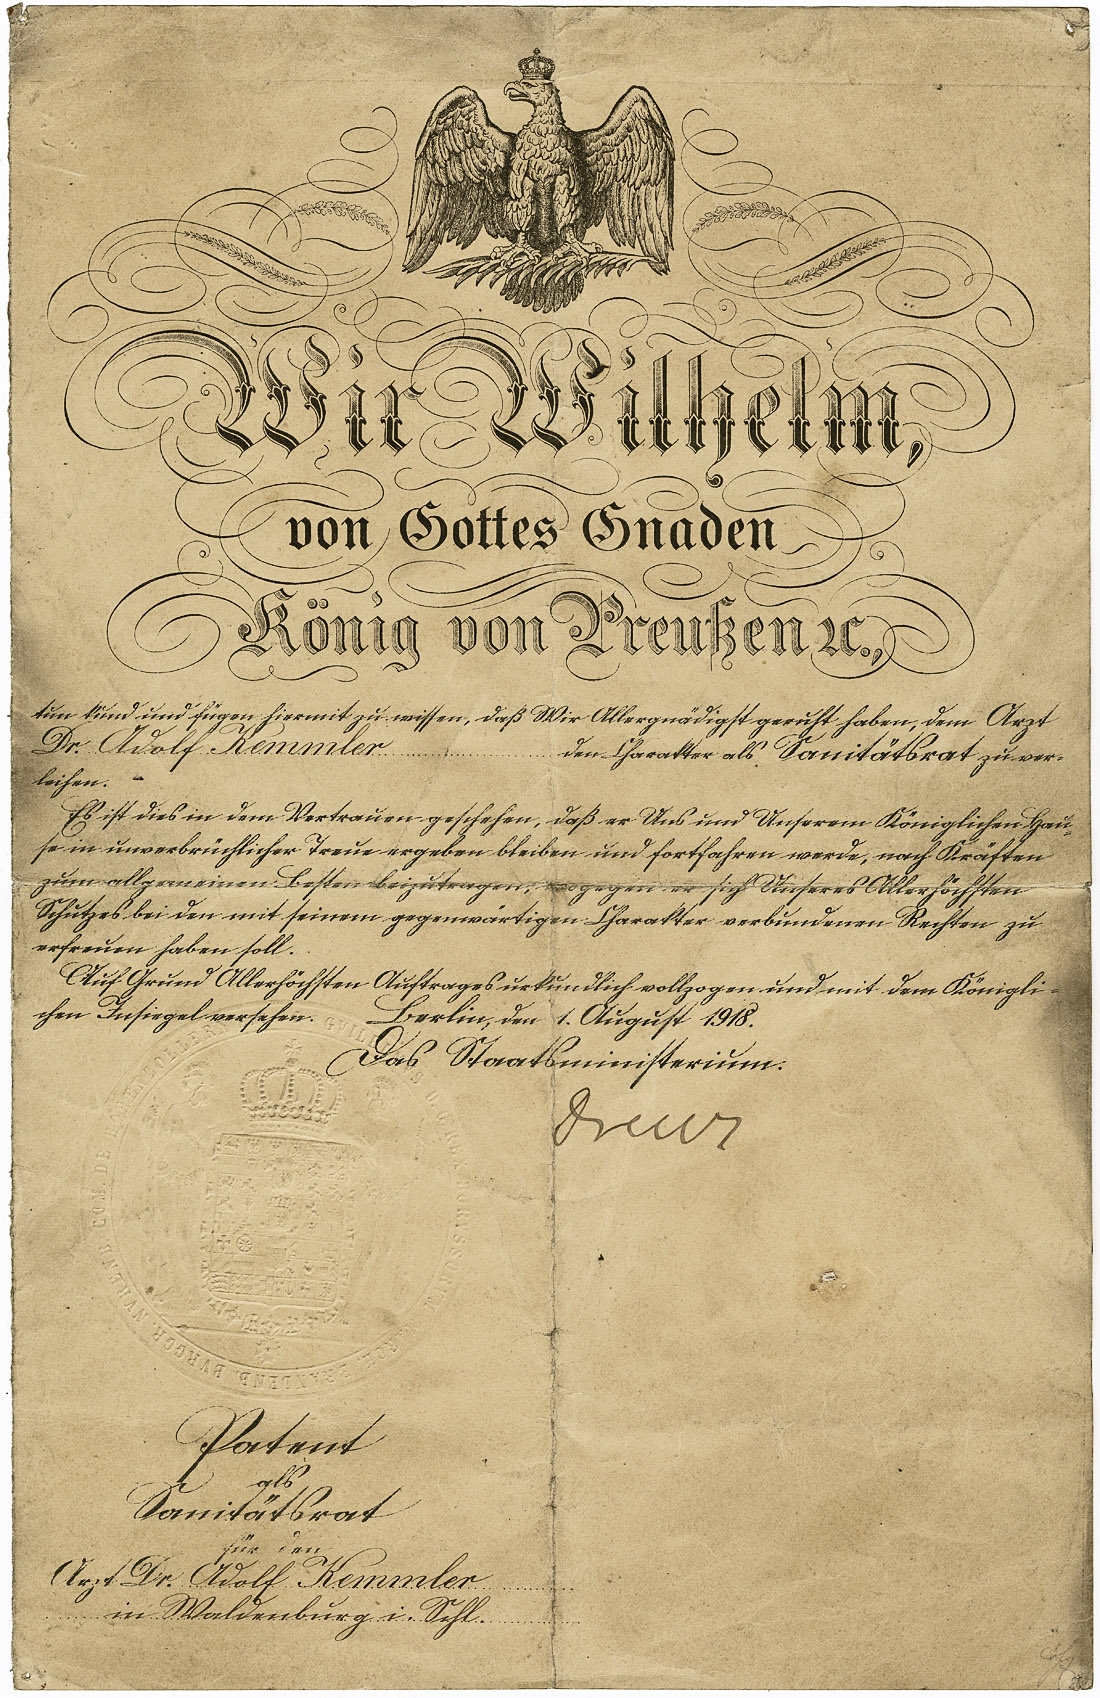 Wir Wilhelm,
von Gottes Gnaden
König von Preußen ꝛc.,
tun kund und fügen hiermit zu wissen, daß Wir Allergnädigst geruht haben, dem Arzt
Dr. Adolf Kemmler den Charakter als Sanitätsrat zu ver-
leihen.
Es ist dies in dem Vertrauen geschehen, daß er Uns und Unserem Königlichen Hau-
se in unverbrüchlicher Treue ergeben bleiben und fortfahren werde, nach Kräften
zum allgemeinen Besten beizutragen, wogegen er sich Unseres Allerhöchsten
Schutzes bei den mit seinem gegenwärtigen Charakter verbundenen Rechten zu
erfreuen haben soll.
Auf Grund Allerhöchsten Auftrages urkundlich vollzogen und mit dem Königli-
chen Insiegel versehen. Berlin, den 1. August 1918.
Das Staatsministerium.
Drews
Patent
als
Sanitätsrat
für den
Arzt Dr. Adolf Kemmler
in Waldenburg i. Schl.